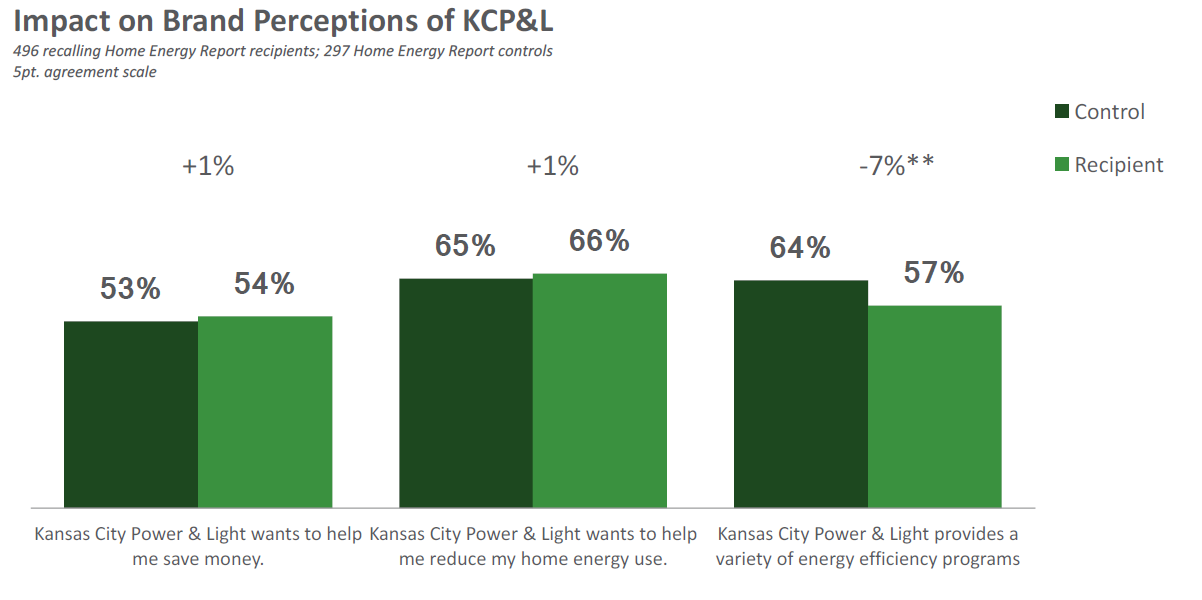 Impact on Brand Perceptions of KCP&L
496 recalling Home Energy Report recipients; 297 Home Energy Report controls
5pt. agreement scale
Control
Recipient
+1%
+1%
-7%**
53%
54%
65%
66%
64%
57%
Kansas City Power & Light wants to help
me save money.
Kansas City Power & Light wants to help
me reduce my home energy use.
Kansas City Power & Light provides a
variety of energy efficiency programs